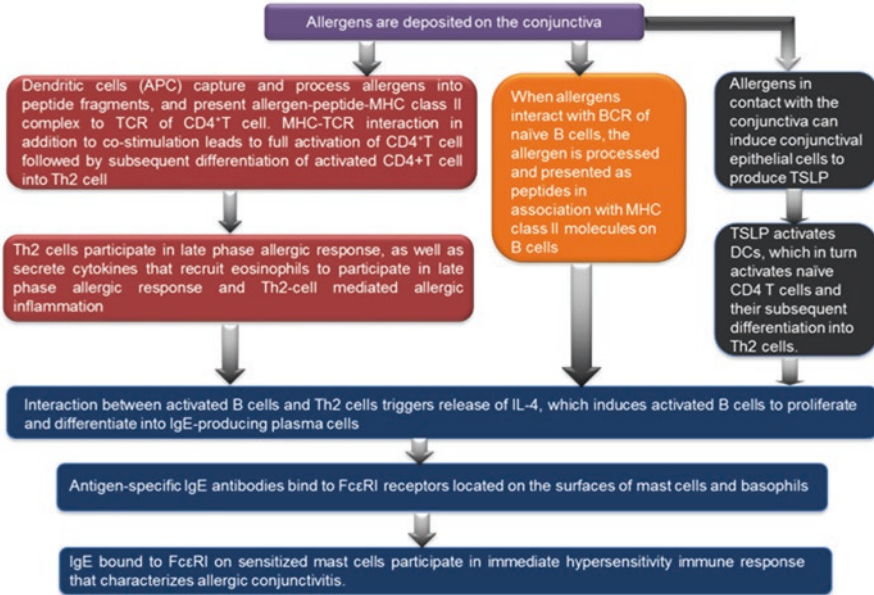 Allergens are deposited on the conjunctiva
Dendritic cells (APC) capture and process allergens into
peptide fragments, and present allergen-peptide-MHC class II
complex to TCR of CD4⁺T cell. MHC-TCR interaction in
addition to co-stimulation leads to full activation of CD4⁺T cell
followed by subsequent differentiation of activated CD4+T cell
into Th2 cell
Th2 cells participate in late phase allergic response, as well as
secrete cytokines that recruit eosinophils to participate in late
phase allergic response and Th2-cell mediated allergic
inflammation
When allergens
interact with BCR of
naïve B cells, the
allergen is processed
and presented as
peptides in
association with MHC
class II molecules on
B cells
Allergens in
contact with the
conjunctiva can
induce conjunctival
epithelial cells to
produce TSLP
TSLP activates
DCs, which in turn
activates naïve
CD4 T cells and
their subsequent
differentiation into
Th2 cells.
Interaction between activated B cells and Th2 cells triggers release of IL-4, which induces activated B cells to proliferate
and differentiate into IgE-producing plasma cells
Antigen-specific IgE antibodies bind to FcεRI receptors located on the surfaces of mast cells and basophils
IgE bound to FcεRI on sensitized mast cells participate in immediate hypersensitivity immune response
that characterizes allergic conjunctivitis.